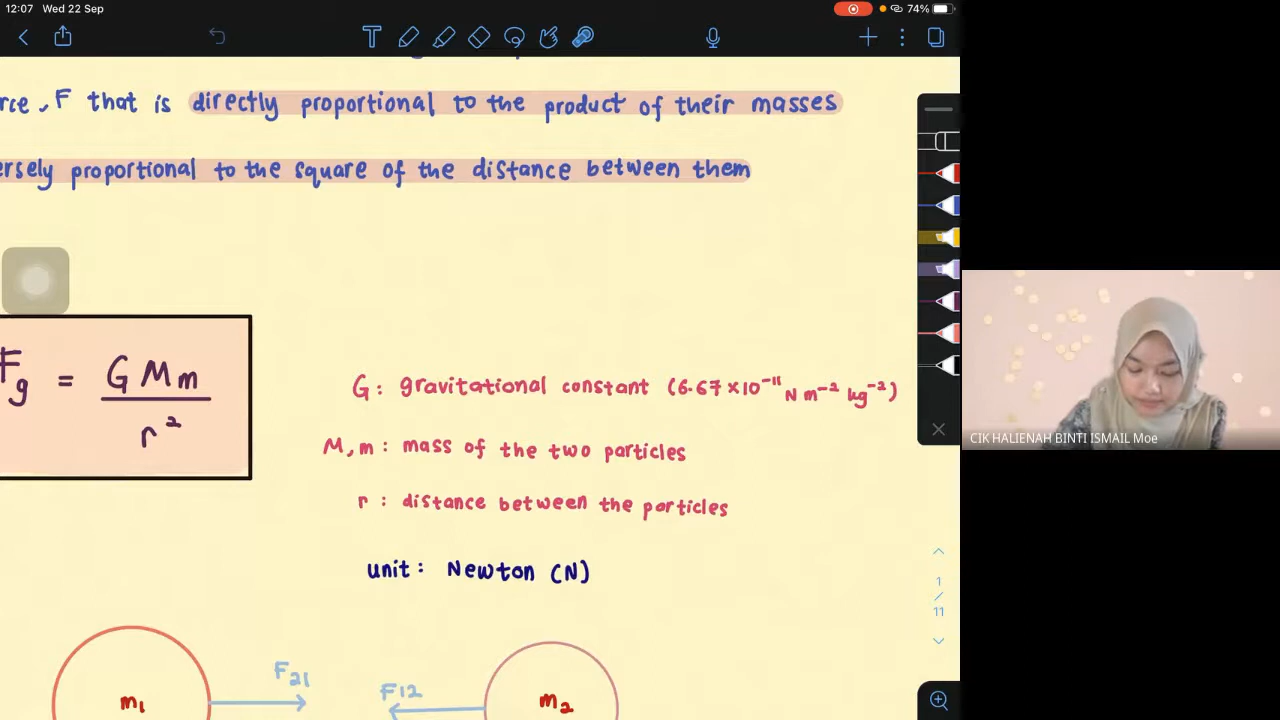 12:07 Wed 22 Sep
74%
rce, F that is directly proportional to the product of their masses
ersely proportional to the square of the distance between them
Fg = G M m
r²
G: gravitational constant (6.67 × 10⁻¹¹ N m⁻² kg⁻²)
M, m : mass of the two particles
r : distance between the particles
unit : Newton (N)
F21
F12
m1
m2
1
/
11
CIK HALIENAH BINTI ISMAIL Moe